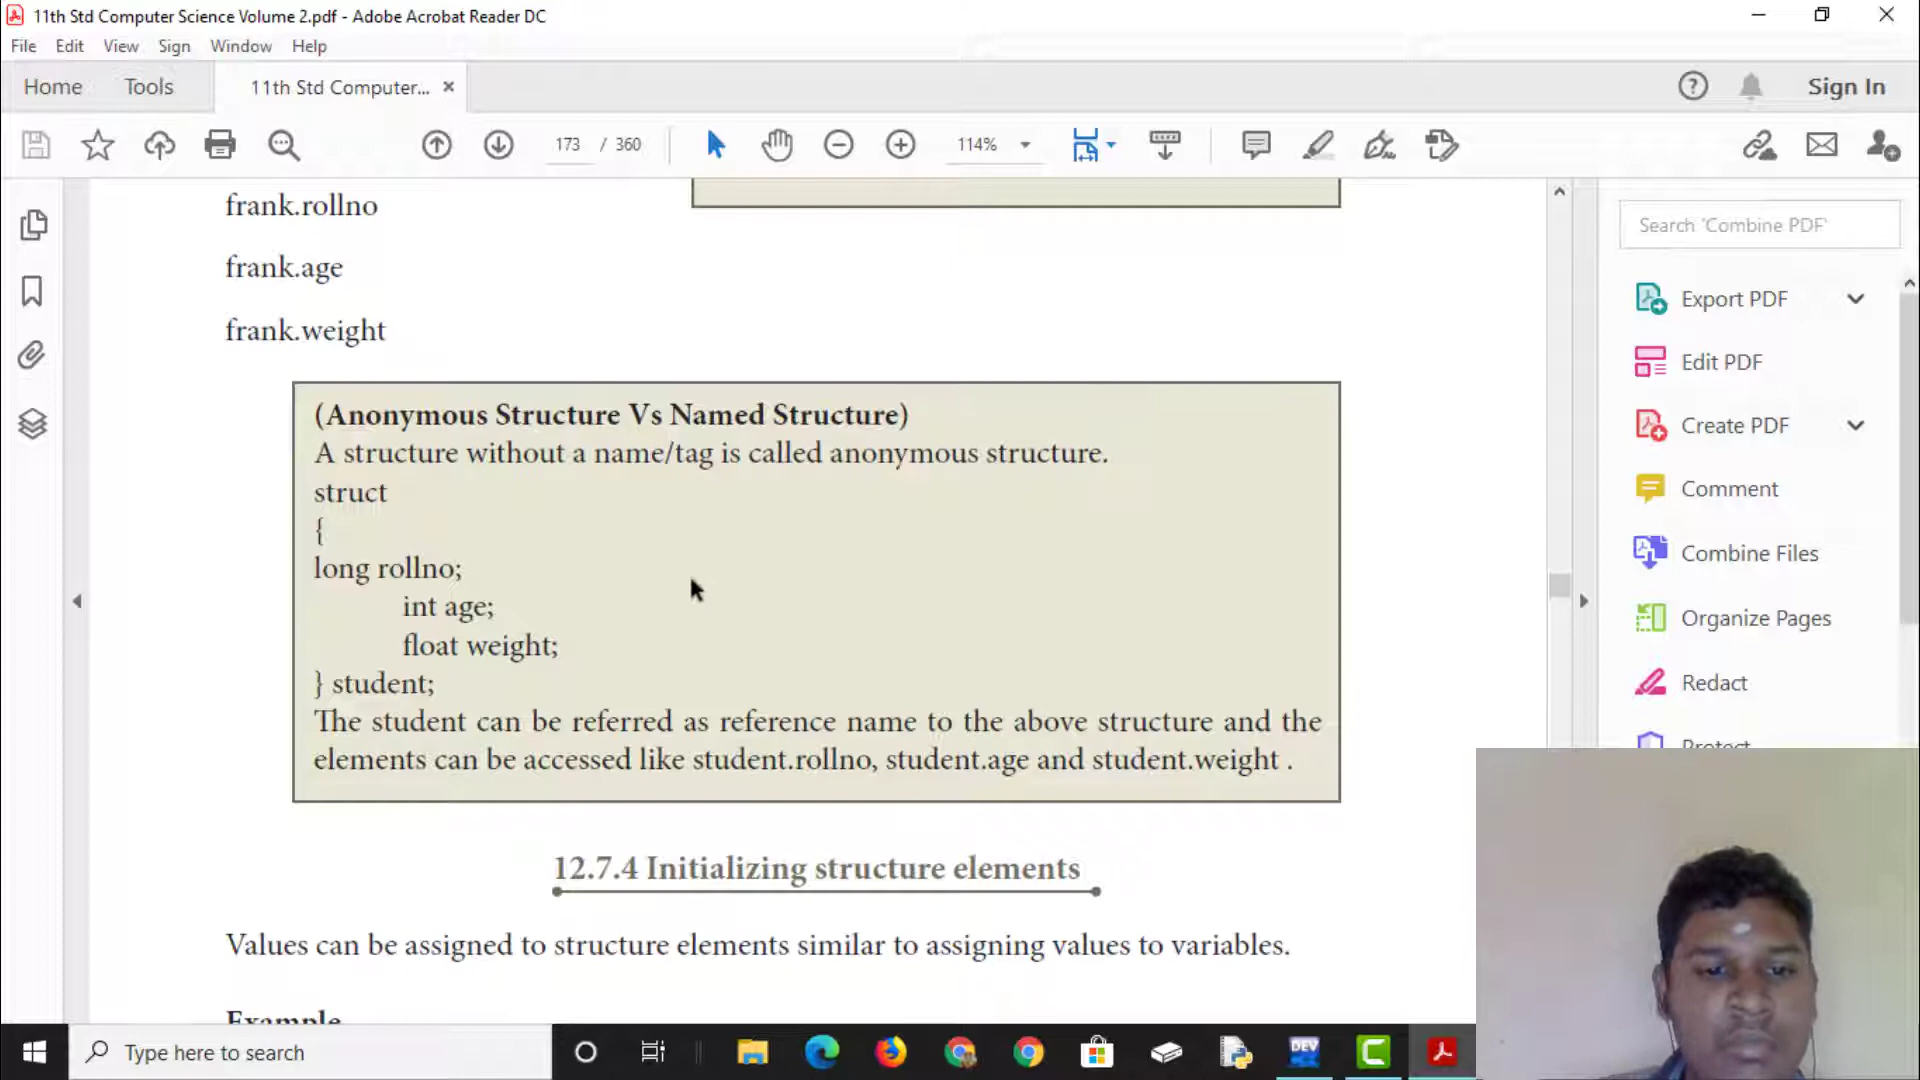 11th Std Computer Science Volume 2.pdf - Adobe Acrobat Reader DC
File Edit View Sign Window Help
Home Tools 11th Std Computer... × Sign In
173 / 360 114%
frank.rollno
frank.age
frank.weight
(Anonymous Structure Vs Named Structure)
A structure without a name/tag is called anonymous structure.
struct
{
long rollno;
int age;
float weight;
} student;
The student can be referred as reference name to the above structure and the
elements can be accessed like student.rollno, student.age and student.weight .
12.7.4 Initializing structure elements
Values can be assigned to structure elements similar to assigning values to variables.
Example
Search 'Combine PDF'
Export PDF
Edit PDF
Create PDF
Comment
Combine Files
Organize Pages
Redact
Protect
Type here to search
DEV